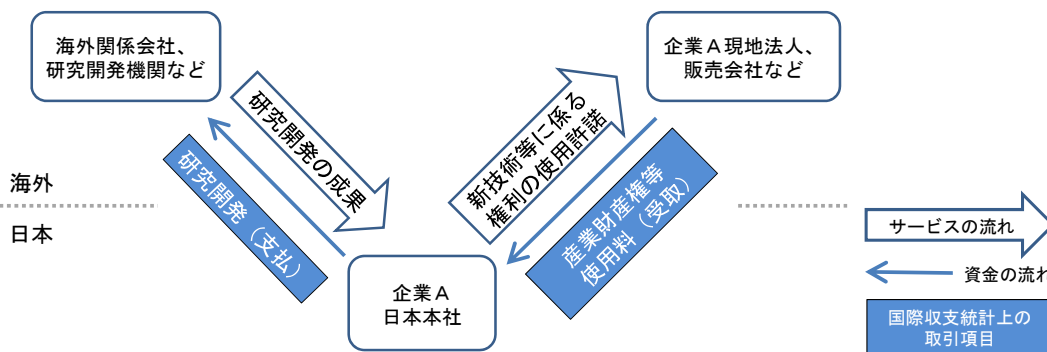 海外関係会社、
研究開発機関など
企業Ａ現地法人、
販売会社など
研究開発の成果
研究開発（支払）
新技術等に係る
権利の使用許諾
産業財産権等
使用料（受取）
海外
日本
企業Ａ
日本本社
サービスの流れ
資金の流れ
国際収支統計上の
取引項目